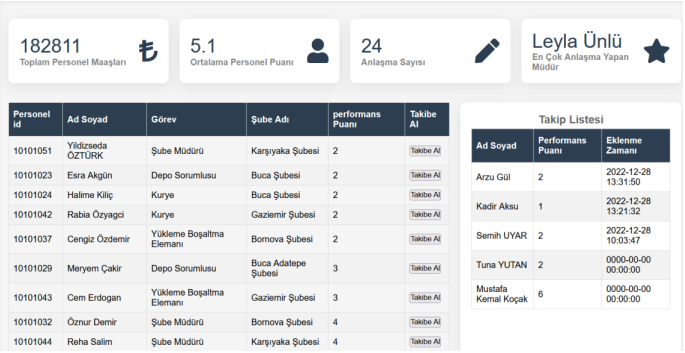 182811
Toplam Personel Maaşları
5.1
Ortalama Personel Puanı
24
Anlaşma Sayısı
Leyla Ünlü
En Çok Anlaşma Yapan
Müdür
Personel id Ad Soyad Görev Şube Adı performans Puanı Takibe Al
10101051 Yildizseda ÖZTÜRK Şube Müdürü Karşıyaka Şubesi 2 Takibe Al
10101023 Esra Akgün Depo Sorumlusu Buca Şubesi 2 Takibe Al
10101024 Halime Kiliç Kurye Buca Şubesi 2 Takibe Al
10101042 Rabia Özyagci Kurye Gaziemir Şubesi 2 Takibe Al
10101037 Cengiz Özdemir Yükleme Boşaltma Elemanı Bornova Şubesi 2 Takibe Al
10101029 Meryem Çakir Depo Sorumlusu Buca Adatepe Şubesi 3 Takibe Al
10101043 Cem Erdogan Yükleme Boşaltma Elemanı Gaziemir Şubesi 3 Takibe Al
10101032 Öznur Demir Şube Müdürü Bornova Şubesi 4 Takibe Al
10101044 Reha Salim Şube Müdürü Karşıyaka Şubesi 4 Takibe Al
Takip Listesi
Ad Soyad Performans Puanı Eklenme Zamanı
Arzu Gül 2 2022-12-28 13:31:50
Kadir Aksu 1 2022-12-28 13:21:32
Semih UYAR 2 2022-12-28 10:03:47
Tuna YUTAN 2 0000-00-00 00:00:00
Mustafa Kemal Koçak 6 0000-00-00 00:00:00